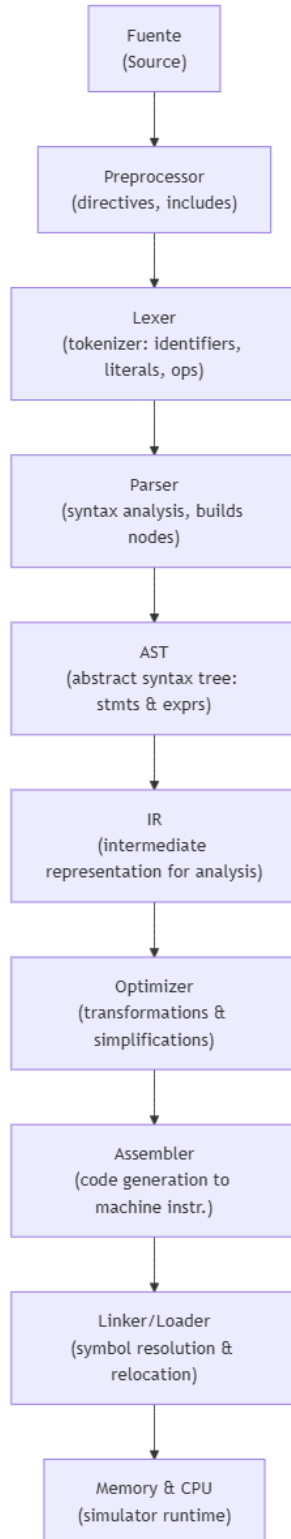 Fuente
(Source)
Preprocessor
(directives, includes)
Lexer
(tokenizer: identifiers,
literals, ops)
Parser
(syntax analysis, builds
nodes)
AST
(abstract syntax tree:
stmts & exprs)
IR
(intermediate
representation for analysis)
Optimizer
(transformations &
simplifications)
Assembler
(code generation to
machine instr.)
Linker/Loader
(symbol resolution &
relocation)
Memory & CPU
(simulator runtime)